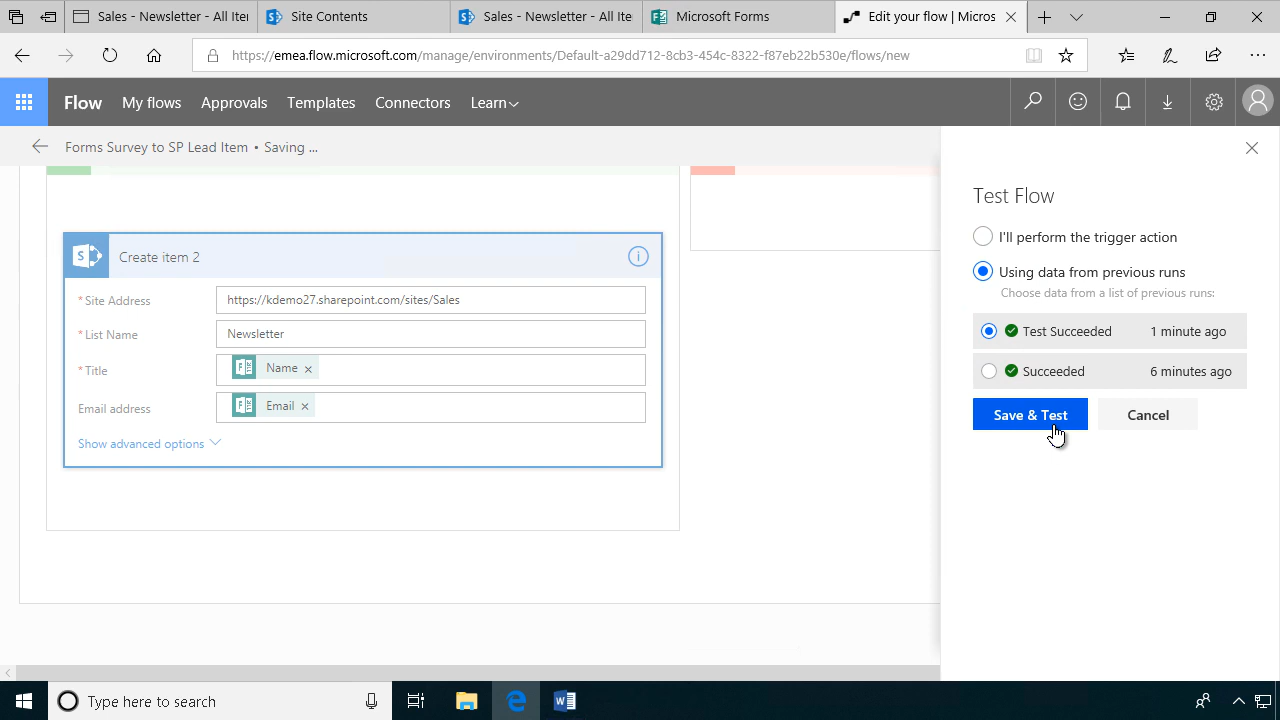 Sales - Newsletter - All Iter
Site Contents
Sales - Newsletter - All Ite
Microsoft Forms
Edit your flow | Micros
https://emea.flow.microsoft.com/manage/environments/Default-a29dd712-8cb3-454c-8322-f87eb22b530e/flows/new
Flow My flows Approvals Templates Connectors Learn
Forms Survey to SP Lead Item • Saving ...
Create item 2
* Site Address https://kdemo27.sharepoint.com/sites/Sales
* List Name Newsletter
* Title Name ×
Email address Email ×
Show advanced options
Test Flow
I'll perform the trigger action
Using data from previous runs
Choose data from a list of previous runs:
Test Succeeded 1 minute ago
Succeeded 6 minutes ago
Save & Test Cancel
Type here to search